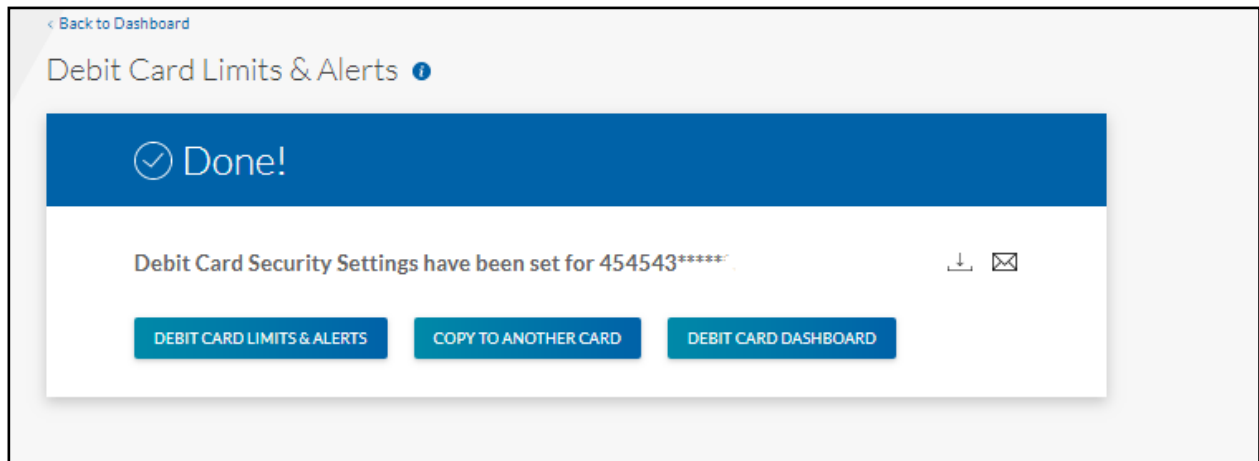 < Back to Dashboard
Debit Card Limits & Alerts
Done!
Debit Card Security Settings have been set for 454543*****
DEBIT CARD LIMITS & ALERTS
COPY TO ANOTHER CARD
DEBIT CARD DASHBOARD